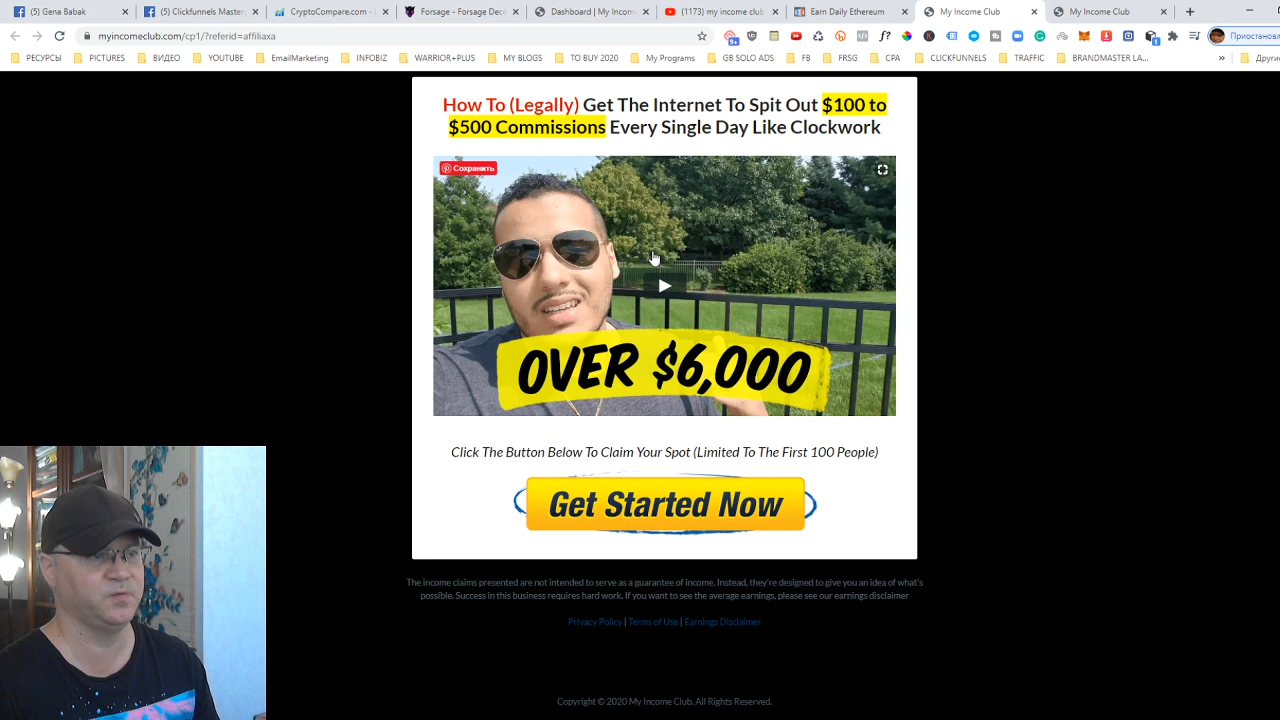 (5) Gena Babak
(5) Clickfunnels Master
CryptoCompare.com -
Forsage - Forsage Dece
Dashboard | My Incom
(1173) my income club
Earn Daily Ethereum
My Income Club
My Income Club
myincomeclub.com/cp1/?referid=affiliaxa
9+
1
Приостановл
РЕСУРСЫ
PICTURES
ВИДЕО
YOUTUBE
EmailMarketing
INFOBIZ
WARRIOR+PLUS
MY BLOGS
TO BUY 2020
My Programs
GB SOLO ADS
FB
FRSG
CPA
CLICKFUNNELS
TRAFFIC
BRANDMASTER LA...
»
Други
How To (Legally) Get The Internet To Spit Out $100 to
$500 Commissions Every Single Day Like Clockwork
Сохранить
OVER $6,000
Click The Button Below To Claim Your Spot (Limited To The First 100 People)
Get Started Now
The income claims presented are not intended to serve as a guarantee of income. Instead, they're designed to give you an idea of what's
possible. Success in this business requires hard work. If you want to see the average earnings, please see our earnings disclaimer
Privacy Policy | Terms of Use | Earnings Disclaimer
Copyright © 2020 My Income Club. All Rights Reserved.